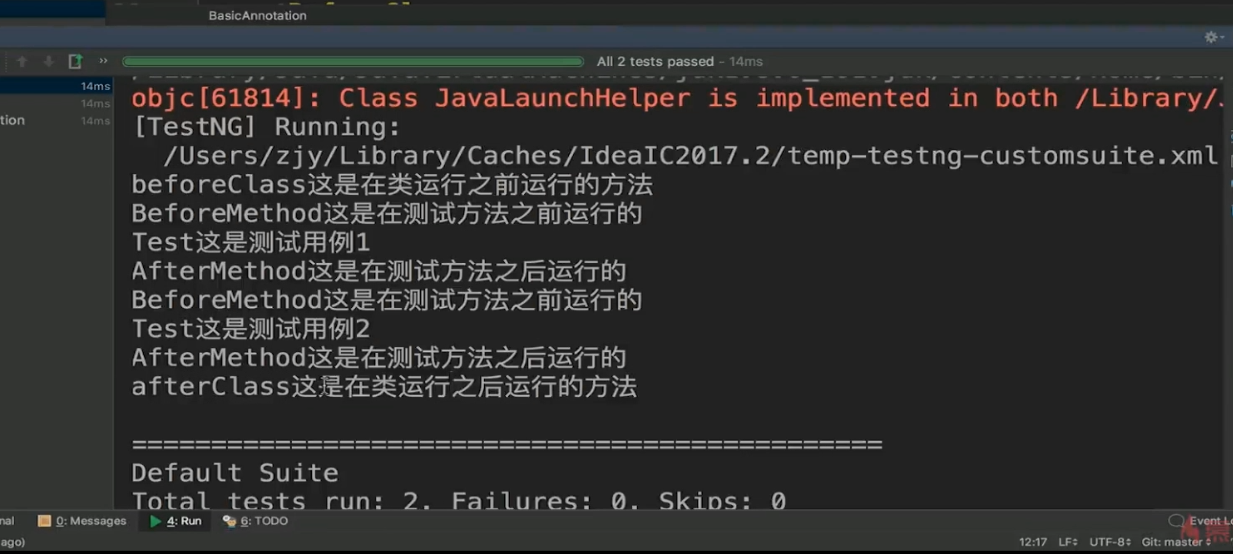 BasicAnnotation
All 2 tests passed - 14ms
14ms
objc[61814]: Class JavaLaunchHelper is implemented in both /Library/J
14ms
[TestNG] Running:
tion 14ms
/Users/zjy/Library/Caches/IdeaIC2017.2/temp-testng-customsuite.xml
beforeClass这是在类运行之前运行的方法
BeforeMethod这是在测试方法之前运行的
Test这是测试用例1
AfterMethod这是在测试方法之后运行的
BeforeMethod这是在测试方法之前运行的
Test这是测试用例2
AfterMethod这是在测试方法之后运行的
afterClass这是在类运行之后运行的方法
===============================================
Default Suite
Total tests run: 2, Failures: 0, Skips: 0
nal 0: Messages 4: Run 6: TODO Event Lo
ago) 12:17 LF UTF-8 Git: master